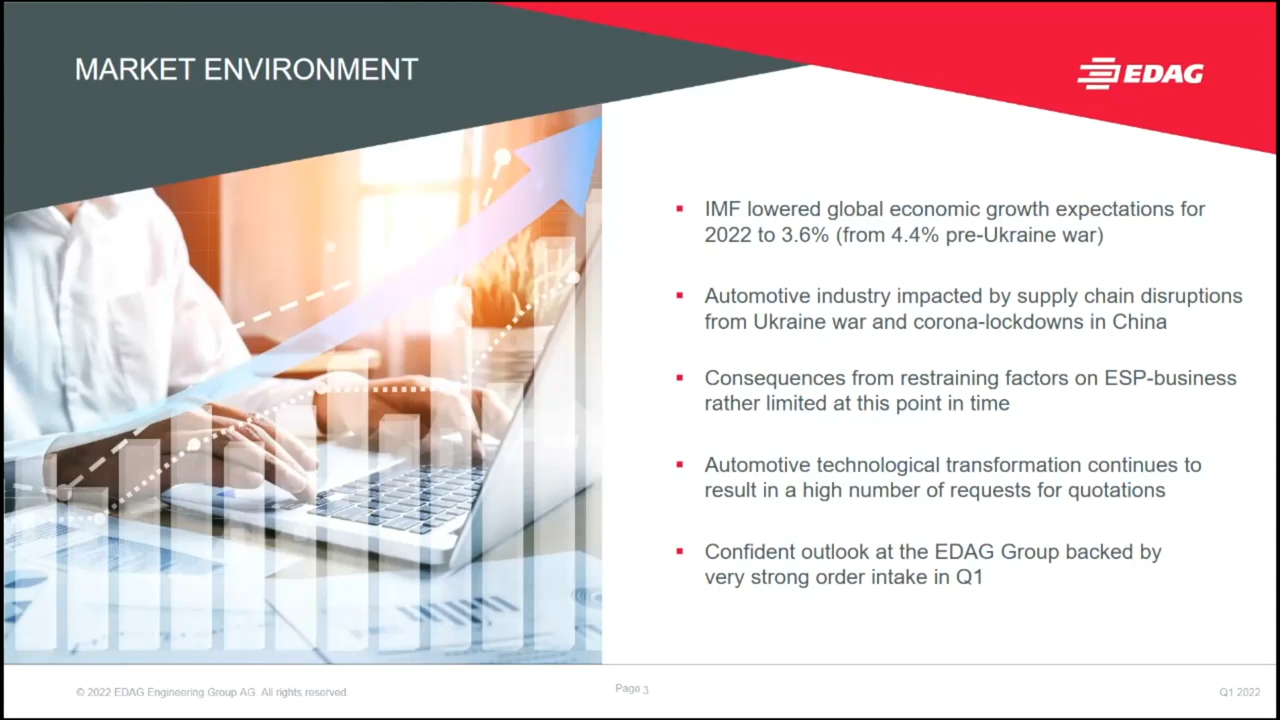 MARKET ENVIRONMENT
EDAG
IMF lowered global economic growth expectations for
2022 to 3.6% (from 4.4% pre-Ukraine war)
Automotive industry impacted by supply chain disruptions
from Ukraine war and corona-lockdowns in China
Consequences from restraining factors on ESP-business
rather limited at this point in time
Automotive technological transformation continues to
result in a high number of requests for quotations
Confident outlook at the EDAG Group backed by
very strong order intake in Q1
© 2022 EDAG Engineering Group AG. All rights reserved.
Page 3
Q1 2022